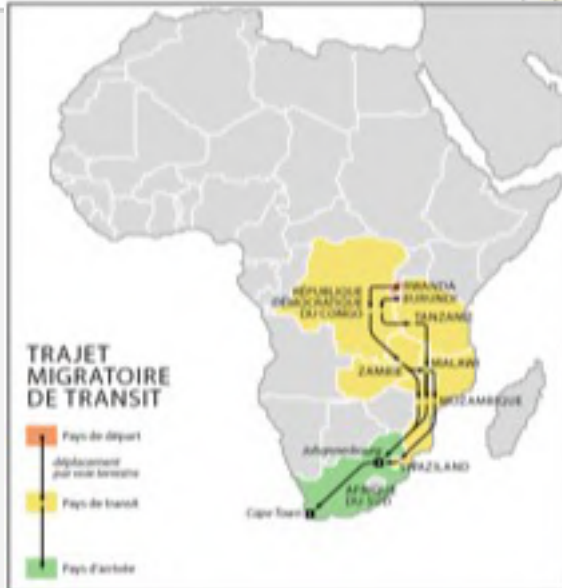 RÉPUBLIQUE
DÉMOCRATIQUE
DU CONGO
RWANDA
BURUNDI
TANZANIE
ZAMBIE
MALAWI
MOZAMBIQUE
TRAJET
MIGRATOIRE
DE TRANSIT
Pays de départ
déplacement
par voie terrestre
Pays de transit
Pays d'arrivée
Johannesbourg
SWAZILAND
AFRIQUE
DU SUD
Cape Town